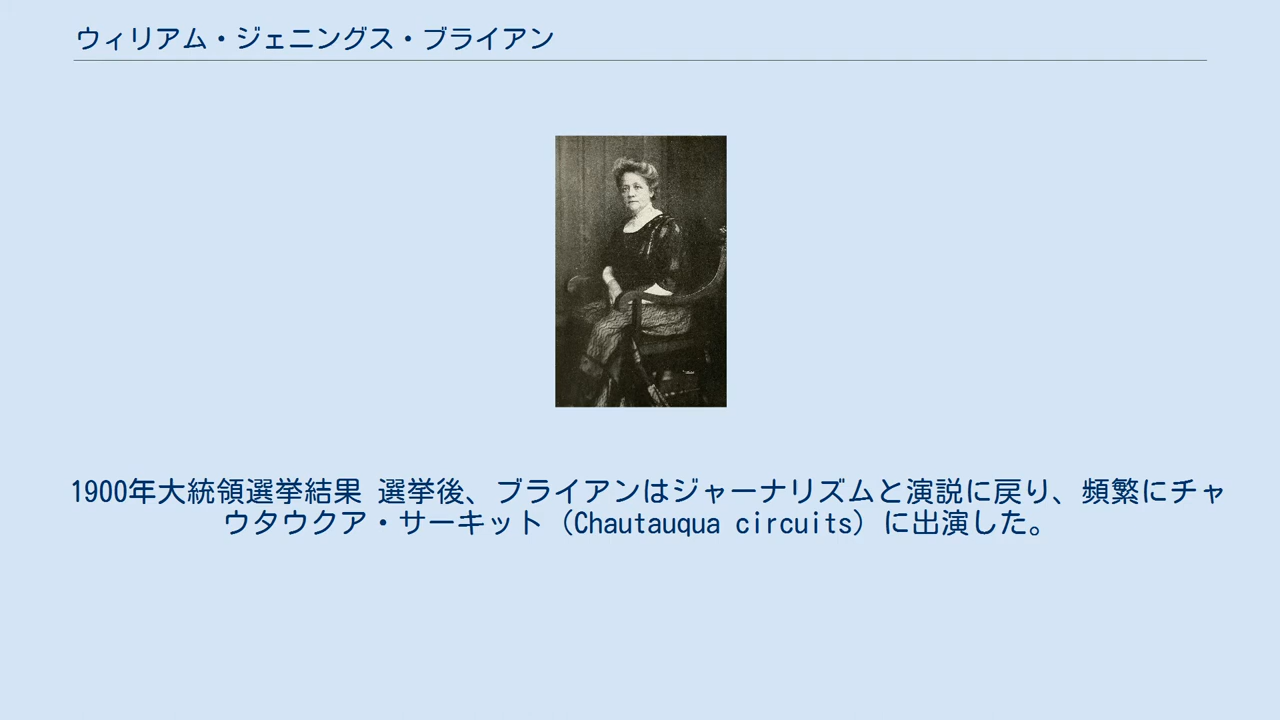 ウィリアム・ジェニングス・ブライアン
1900年大統領選挙結果 選挙後、ブライアンはジャーナリズムと演説に戻り、頻繁にチャ
ウタウクア・サーキット（Chautauqua circuits）に出演した。